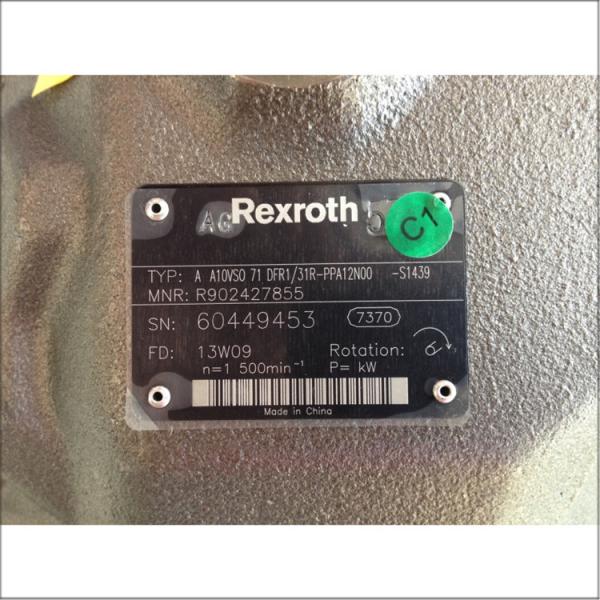 AG Rexroth 5
C1
TYP: A A10VSO 71 DFR1/31R-PPA12N00 -S1439
MNR: R902427855
SN: 60449453 7370
FD: 13W09 Rotation:
n=1 500min⁻¹ P= kW
Made in China